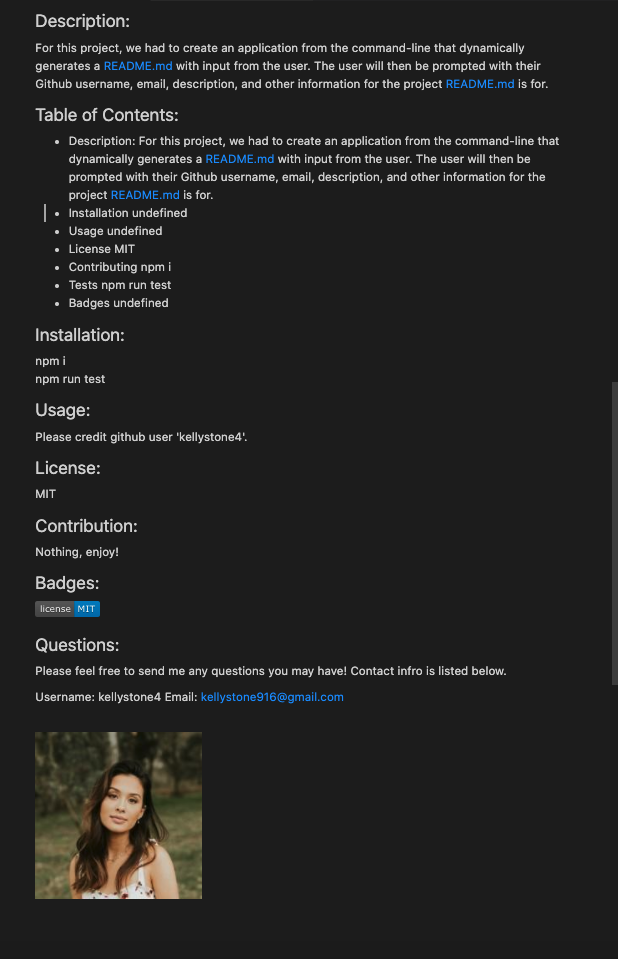 Description:
For this project, we had to create an application from the command-line that dynamically
generates a README.md with input from the user. The user will then be prompted with their
Github username, email, description, and other information for the project README.md is for.
Table of Contents:
• Description: For this project, we had to create an application from the command-line that
dynamically generates a README.md with input from the user. The user will then be
prompted with their Github username, email, description, and other information for the
project README.md is for.
• Installation undefined
• Usage undefined
• License MIT
• Contributing npm i
• Tests npm run test
• Badges undefined
Installation:
npm i
npm run test
Usage:
Please credit github user 'kellystone4'.
License:
MIT
Contribution:
Nothing, enjoy!
Badges:
license MIT
Questions:
Please feel free to send me any questions you may have! Contact infro is listed below.
Username: kellystone4 Email: kellystone916@gmail.com